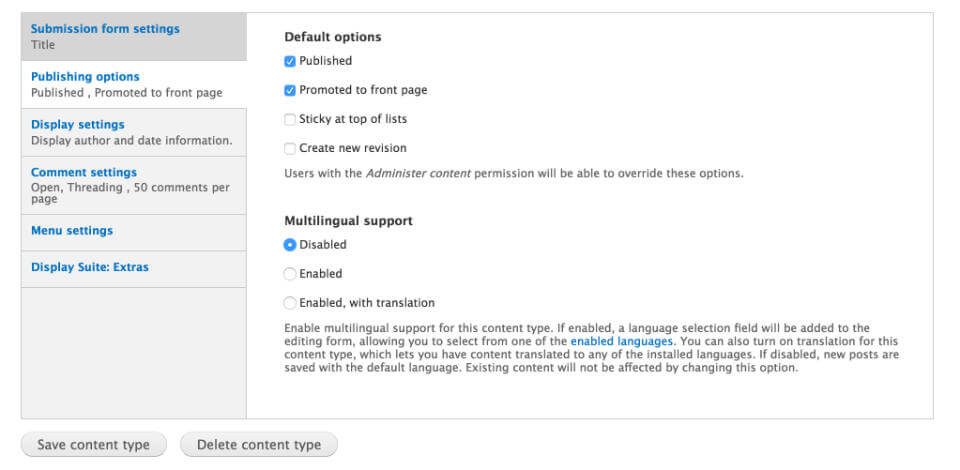 Submission form settings
Title
Publishing options
Published , Promoted to front page
Display settings
Display author and date information.
Comment settings
Open, Threading , 50 comments per
page
Menu settings
Display Suite: Extras
Default options
Published
Promoted to front page
Sticky at top of lists
Create new revision
Users with the Administer content permission will be able to override these options.
Multilingual support
Disabled
Enabled
Enabled, with translation
Enable multilingual support for this content type. If enabled, a language selection field will be added to the
editing form, allowing you to select from one of the enabled languages. You can also turn on translation for this
content type, which lets you have content translated to any of the installed languages. If disabled, new posts are
saved with the default language. Existing content will not be affected by changing this option.
Save content type
Delete content type